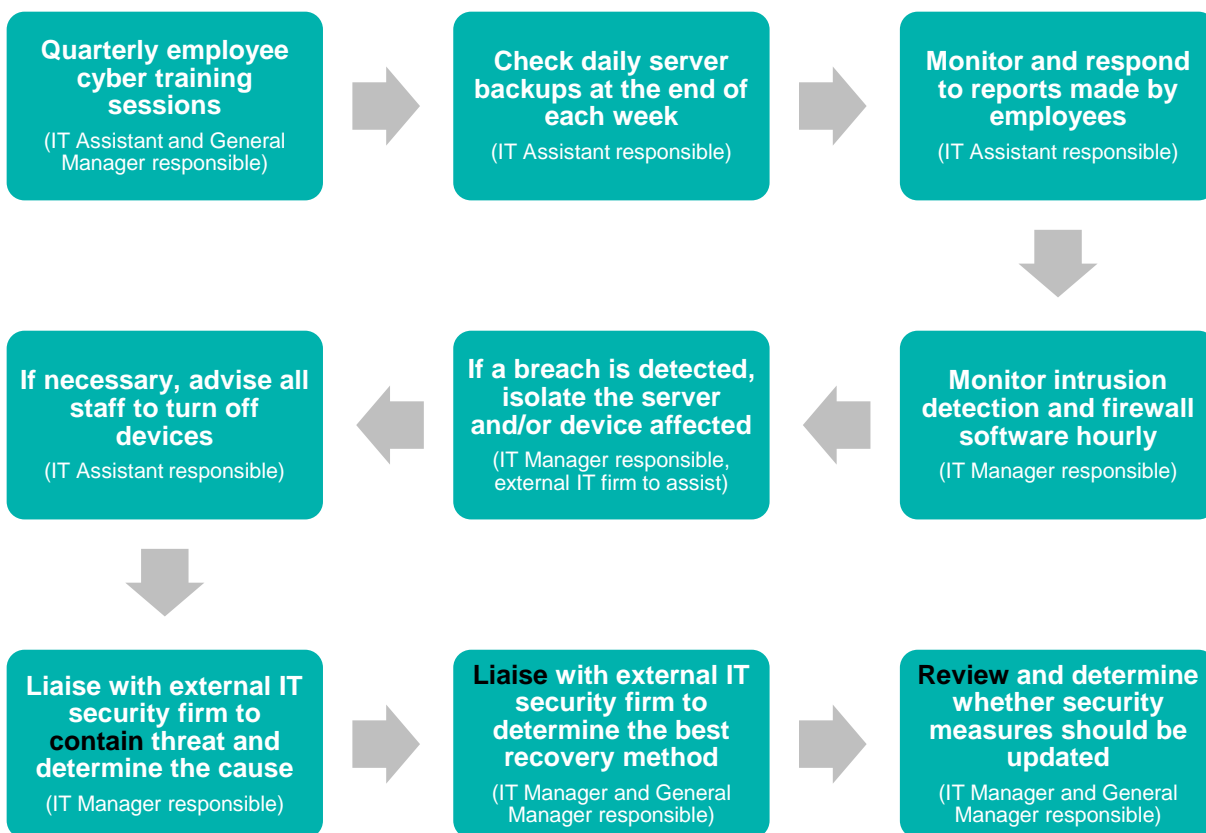 Quarterly employee
cyber training
sessions
(IT Assistant and General
Manager responsible)
Check daily server
backups at the end of
each week
(IT Assistant responsible)
Monitor and respond
to reports made by
employees
(IT Assistant responsible)
Monitor intrusion
detection and firewall
software hourly
(IT Manager responsible)
If a breach is detected,
isolate the server
and/or device affected
(IT Manager responsible,
external IT firm to assist)
If necessary, advise all
staff to turn off
devices
(IT Assistant responsible)
Liaise with external IT
security firm to
contain threat and
determine the cause
(IT Manager responsible)
Liaise with external IT
security firm to
determine the best
recovery method
(IT Manager and General
Manager responsible)
Review and determine
whether security
measures should be
updated
(IT Manager and General
Manager responsible)